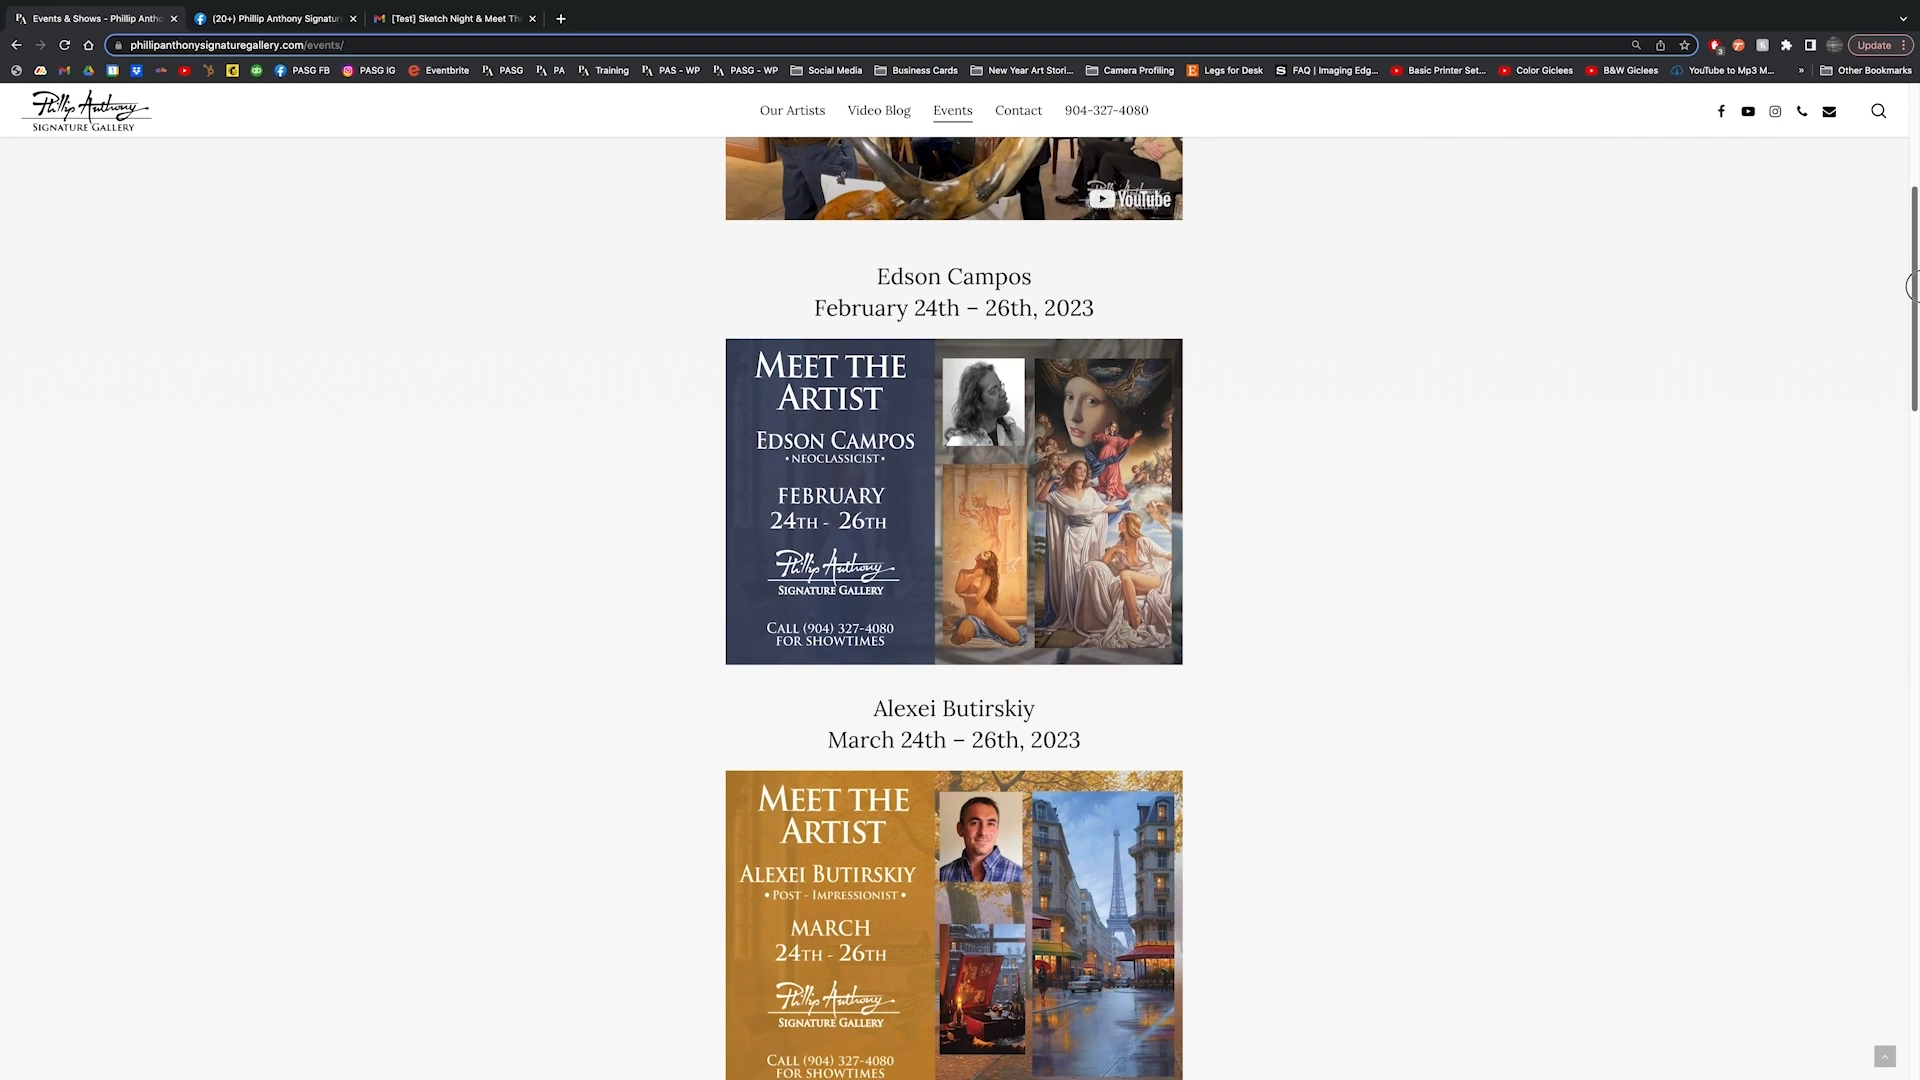 Events & Shows - Phillip Antho
(20+) Phillip Anthony Signatur
[Test] Sketch Night & Meet Th
phillipanthonysignaturegallery.com/events/
Update
PASG FB
PASG IG
Eventbrite
PASG
PA
Training
PAS - WP
PASG - WP
Social Media
Business Cards
New Year Art Stori...
Camera Profiling
Legs for Desk
FAQ | Imaging Edg...
Basic Printer Set...
Color Giclees
B&W Giclees
YouTube to Mp3 M...
»
Other Bookmarks
Phillip Anthony
SIGNATURE GALLERY
Our Artists
Video Blog
Events
Contact
904-327-4080
YouTube
Edson Campos
February 24th – 26th, 2023
MEET THE
ARTIST
EDSON CAMPOS
• NEOCLASSICIST •
FEBRUARY
24TH - 26TH
Phillip Anthony
SIGNATURE GALLERY
CALL (904) 327-4080
FOR SHOWTIMES
Alexei Butirskiy
March 24th – 26th, 2023
MEET THE
ARTIST
ALEXEI BUTIRSKIY
• POST - IMPRESSIONIST •
MARCH
24TH - 26TH
Phillip Anthony
SIGNATURE GALLERY
CALL (904) 327-4080
FOR SHOWTIMES